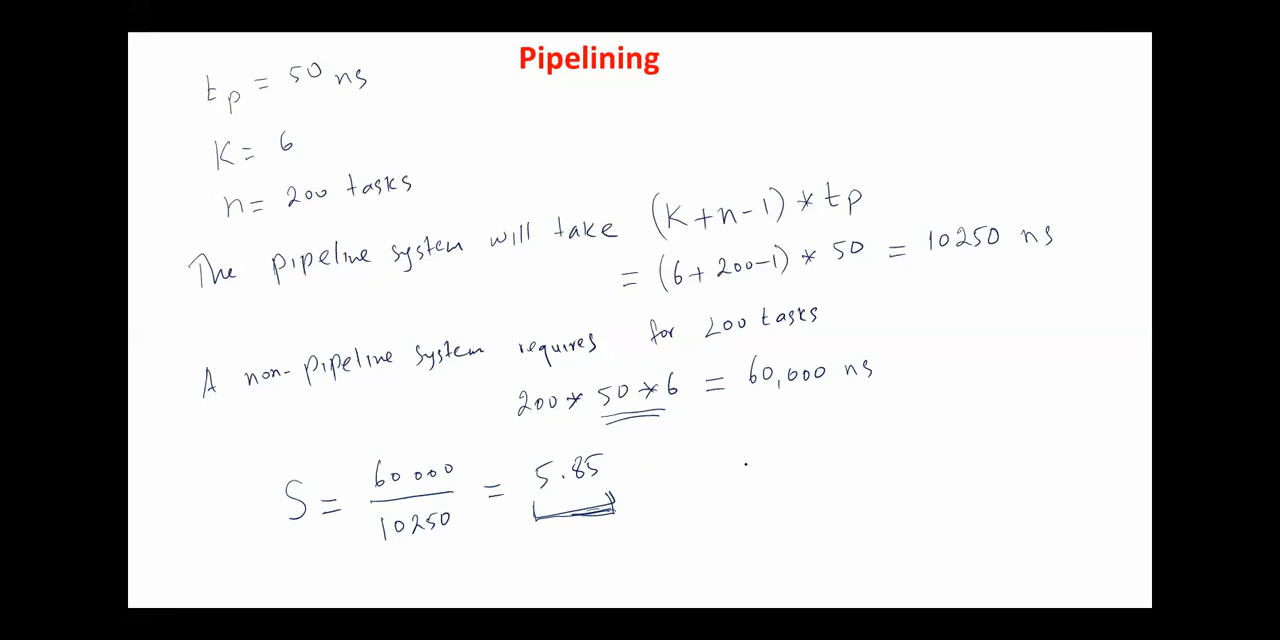 Pipelining
tp = 50 ns
K = 6
n = 200 tasks
The pipeline system will take (K+n-1) * tp
= (6+200-1) * 50 = 10250 ns
A non-pipeline system requires for 200 tasks
200 * 50 * 6 = 60,000 ns
S = 60000 / 10250 = 5.85